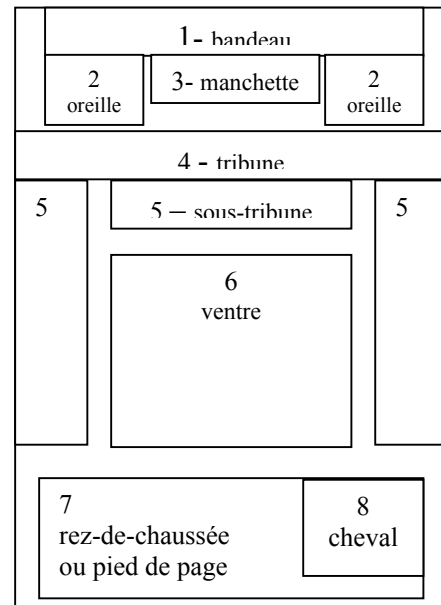 1- bandeau
2
oreille
3- manchette
2
oreille
4 - tribune
5
5 – sous-tribune
5
6
ventre
7
rez-de-chaussée
ou pied de page
8
cheval